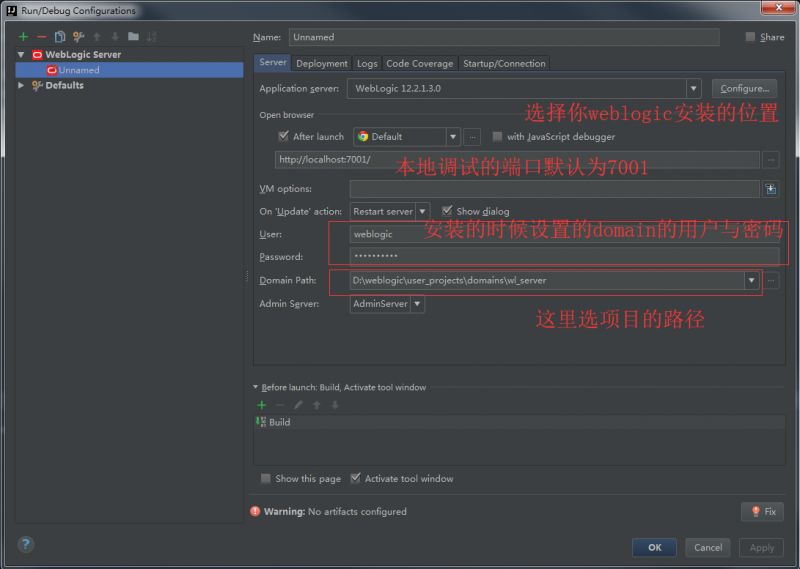 Run/Debug Configurations
Name: Unnamed Share
WebLogic Server
Unnamed
Defaults
Server Deployment Logs Code Coverage Startup/Connection
Application server: WebLogic 12.2.1.3.0 Configure...
选择你weblogic安装的位置
Open browser
After launch Default ... with JavaScript debugger
http://localhost:7001/ ...
本地调试的端口默认为7001
VM options:
On 'Update' action: Restart server Show dialog
User: weblogic
安装的时候设置的domain的用户与密码
Password: ••••••••••
Domain Path: D:\weblogic\user_projects\domains\wl_server ...
Admin Server: AdminServer
这里选项目的路径
Before launch: Build, Activate tool window
Build
Show this page Activate tool window
Warning: No artifacts configured Fix
? OK Cancel Apply